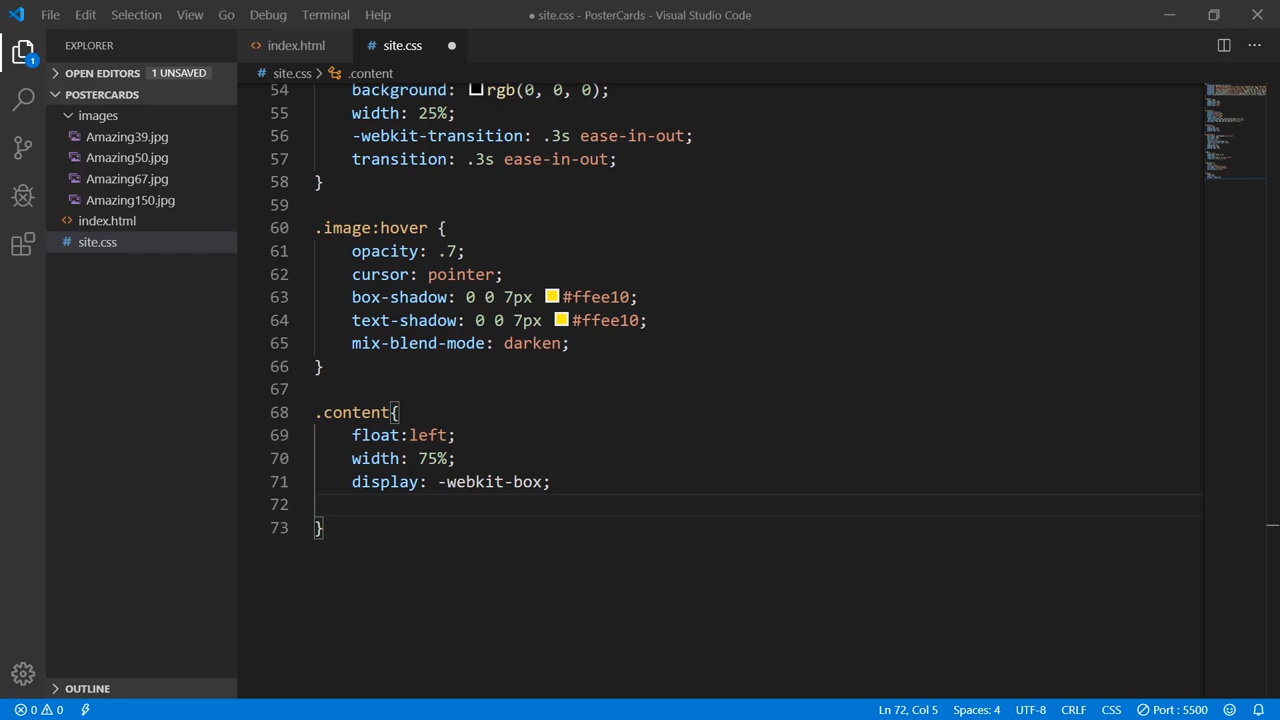 File Edit Selection View Go Debug Terminal Help ● site.css - PosterCards - Visual Studio Code
EXPLORER
index.html
# site.css
OPEN EDITORS 1 UNSAVED
# site.css > .content
POSTERCARDS
images
Amazing39.jpg
Amazing50.jpg
Amazing67.jpg
Amazing150.jpg
index.html
# site.css
54 background: rgb(0, 0, 0);
55 width: 25%;
56 -webkit-transition: .3s ease-in-out;
57 transition: .3s ease-in-out;
58 }
59
60 .image:hover {
61 opacity: .7;
62 cursor: pointer;
63 box-shadow: 0 0 7px #ffee10;
64 text-shadow: 0 0 7px #ffee10;
65 mix-blend-mode: darken;
66 }
67
68 .content{
69 float:left;
70 width: 75%;
71 display: -webkit-box;
72
73 }
1
OUTLINE
0 0 Ln 72, Col 5 Spaces: 4 UTF-8 CRLF CSS Port : 5500